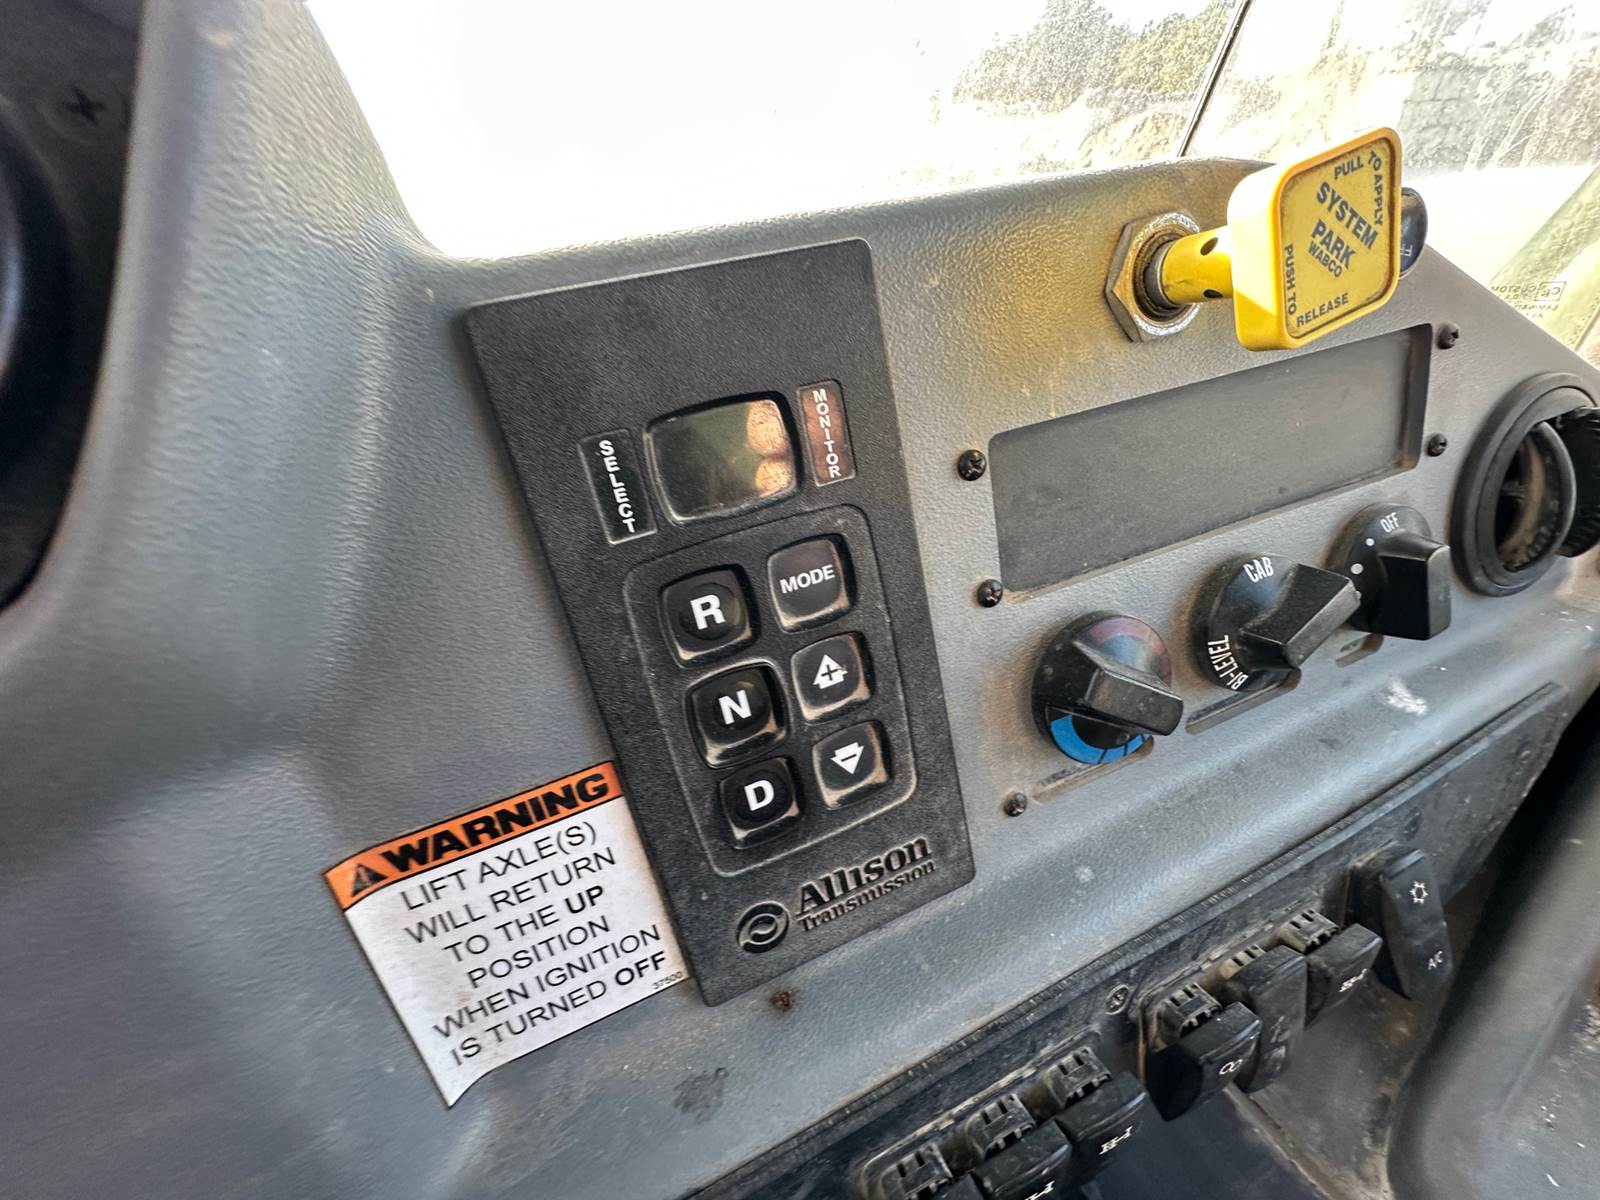 PULL TO APPLY
SYSTEM
PARK
WABCO
PUSH TO
RELEASE
SELECT
MONITOR
R
MODE
N
D
Allison
Transmission
WARNING
LIFT AXLE(S)
WILL RETURN
TO THE UP
POSITION
WHEN IGNITION
IS TURNED OFF
37500
CAB
BI-LEVEL
OFF
A/C